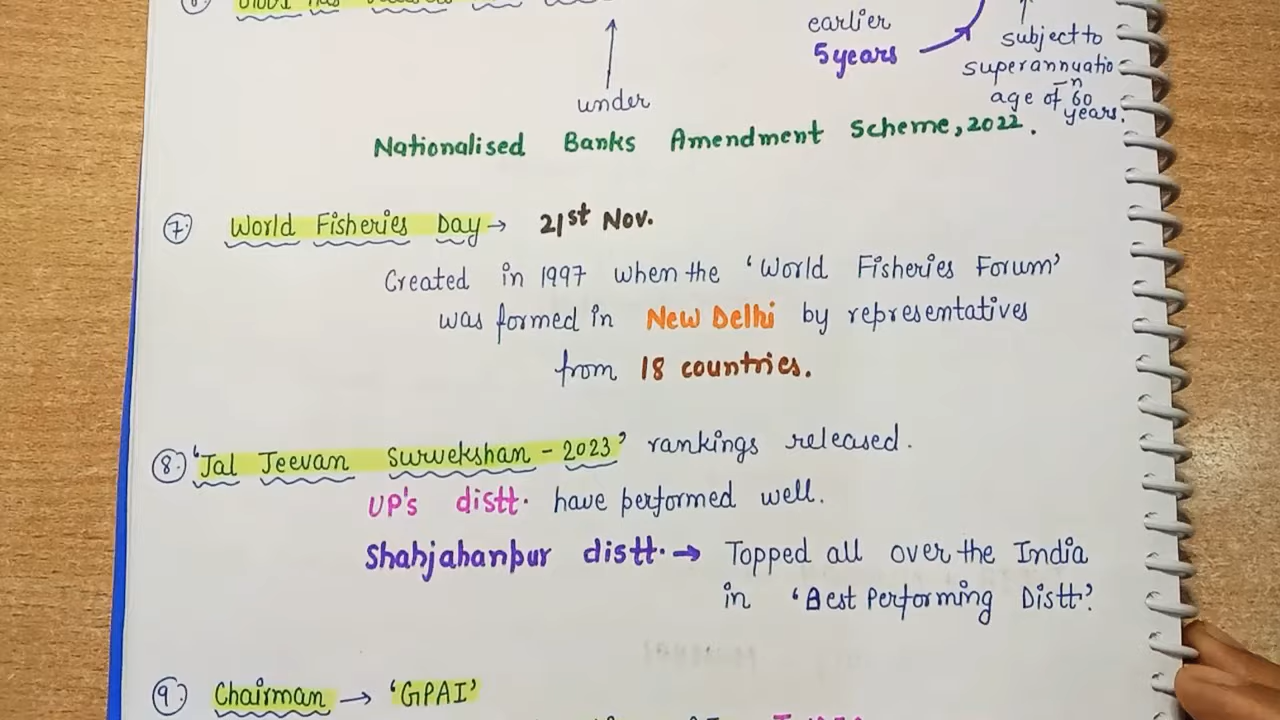 earlier
5 years
subject to
superannuatio
n
age of 60
years.
under
Nationalised Banks Amendment Scheme, 2022.
7. World Fisheries Day → 21st Nov.
Created in 1997 when the 'World Fisheries Forum'
was formed in New Delhi by representatives
from 18 countries.
8. 'Jal Jeevan Survekshan - 2023' rankings released.
UP's distt. have performed well.
Shahjahanpur distt. → Topped all over the India
in 'Best Performing Distt'.
9. Chairman → 'GPAI'